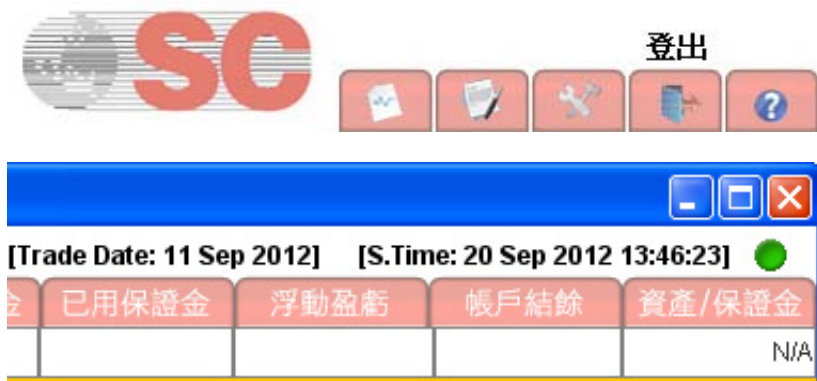 SC
登出
?
[Trade Date: 11 Sep 2012] [S.Time: 20 Sep 2012 13:46:23]
金 已用保證金 浮動盈虧 帳戶結餘 資產/保證金
N/A